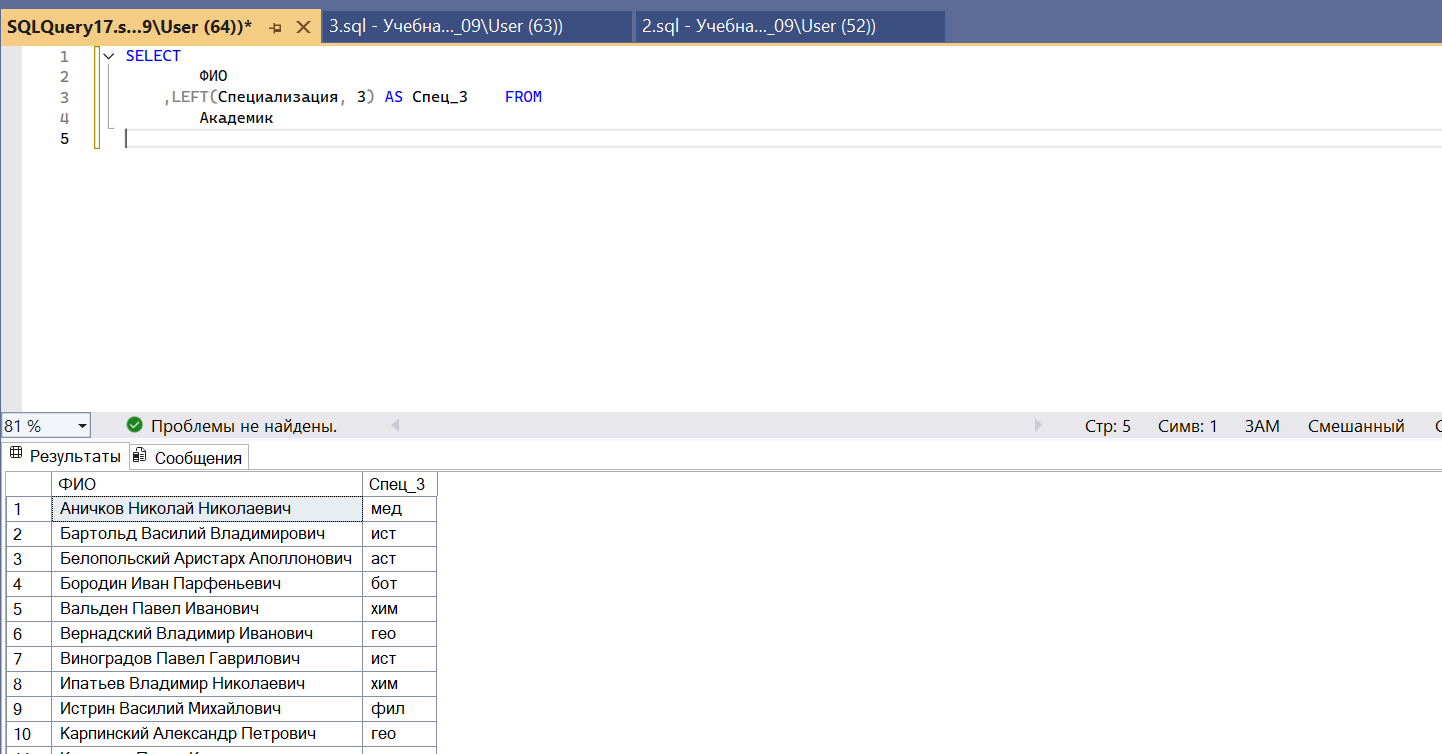 SQLQuery17.s...9\User (64))* 3.sql - Учебна..._09\User (63)) 2.sql - Учебна..._09\User (52))
1 SELECT
2 ФИО
3 ,LEFT(Специализация, 3) AS Спец_3 FROM
4 Академик
5
81 % Проблемы не найдены. Стр: 5 Симв: 1 ЗАМ Смешанный
Результаты Сообщения
ФИО Спец_3
1 Аничков Николай Николаевич мед
2 Бартольд Василий Владимирович ист
3 Белопольский Аристарх Аполлонович аст
4 Бородин Иван Парфеньевич бот
5 Вальден Павел Иванович хим
6 Вернадский Владимир Иванович гео
7 Виноградов Павел Гаврилович ист
8 Ипатьев Владимир Николаевич хим
9 Истрин Василий Михайлович фил
10 Карпинский Александр Петрович гео